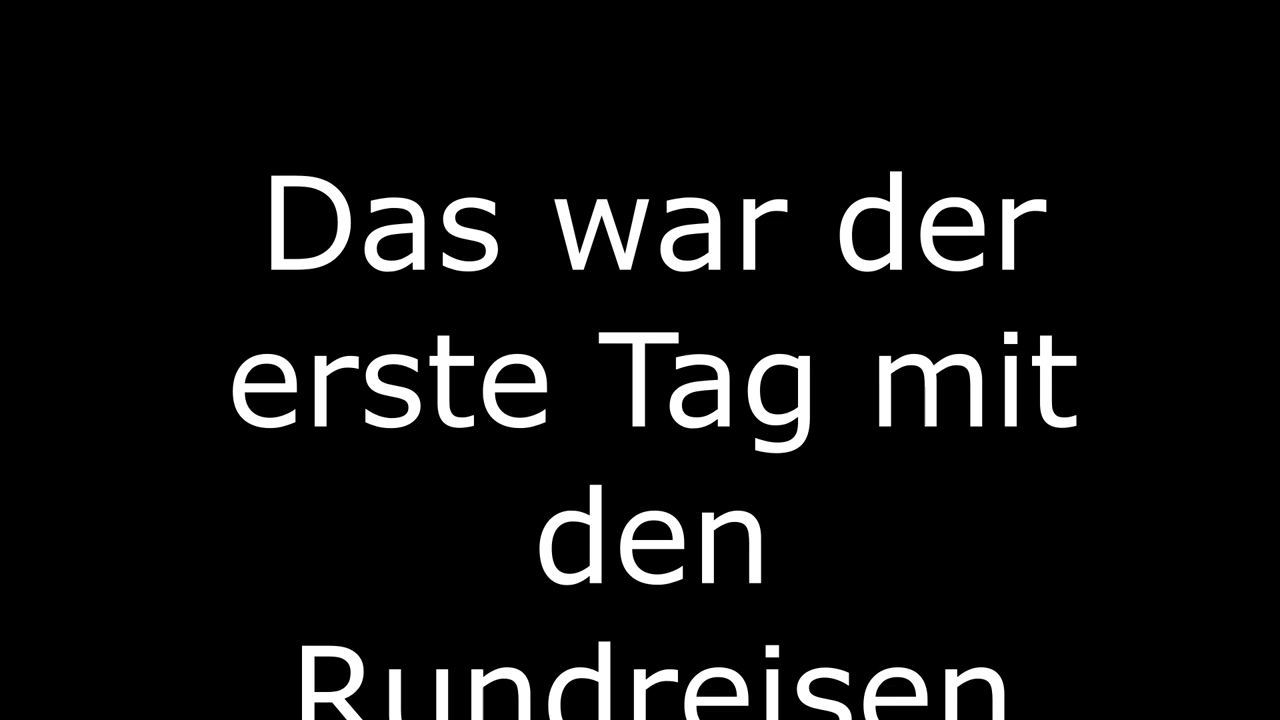 Das war der
erste Tag mit
den
Rundreisen